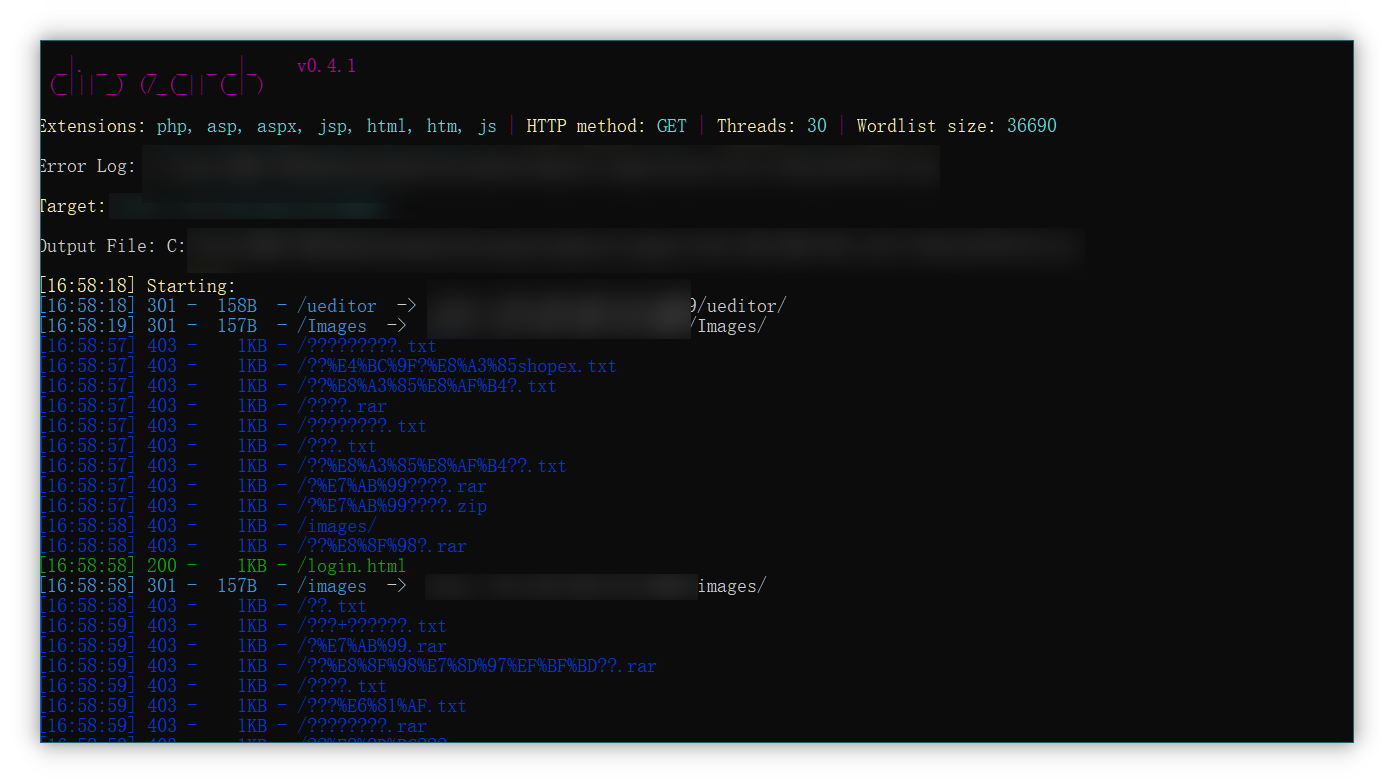 dirsearch v0.4.1
Extensions: php, asp, aspx, jsp, html, htm, js | HTTP method: GET | Threads: 30 | Wordlist size: 36690
Error Log:
Target:
Output File: C:
[16:58:18] Starting:
[16:58:18] 301 - 158B - /ueditor -> 9/ueditor/
[16:58:19] 301 - 157B - /Images -> /Images/
[16:58:57] 403 - 1KB - /?????????.txt
[16:58:57] 403 - 1KB - /??%E4%BC%9F?%E8%A3%85shopex.txt
[16:58:57] 403 - 1KB - /??%E8%A3%85%E8%AF%B4?.txt
[16:58:57] 403 - 1KB - /????.rar
[16:58:57] 403 - 1KB - /????????.txt
[16:58:57] 403 - 1KB - /???.txt
[16:58:57] 403 - 1KB - /??%E8%A3%85%E8%AF%B4??.txt
[16:58:57] 403 - 1KB - /?%E7%AB%99????.rar
[16:58:57] 403 - 1KB - /?%E7%AB%99????.zip
[16:58:58] 403 - 1KB - /images/
[16:58:58] 403 - 1KB - /??%E8%8F%98?.rar
[16:58:58] 200 - 1KB - /login.html
[16:58:58] 301 - 157B - /images -> images/
[16:58:58] 403 - 1KB - /??.txt
[16:58:59] 403 - 1KB - /???+??????.txt
[16:58:59] 403 - 1KB - /?%E7%AB%99.rar
[16:58:59] 403 - 1KB - /??%E8%8F%98%E7%8D%97%EF%BF%BD??.rar
[16:58:59] 403 - 1KB - /????.txt
[16:58:59] 403 - 1KB - /???%E6%81%AF.txt
[16:58:59] 403 - 1KB - /????????.rar